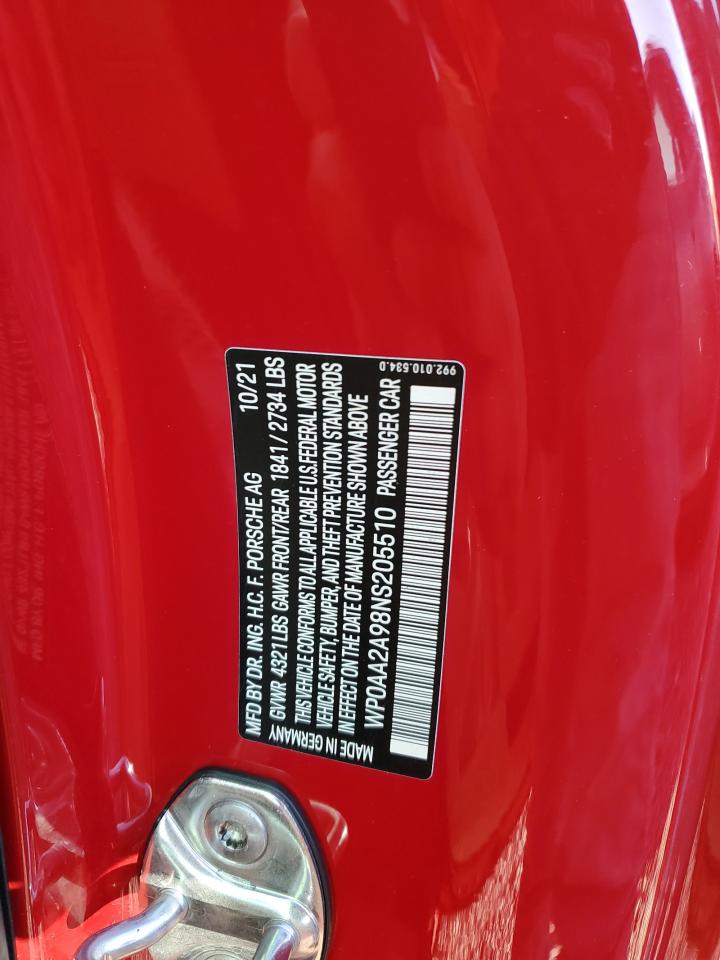 MFD BY DR. ING. H.C. F. PORSCHE AG 10/21
GVWR 4321 LBS GAWR FRONT/REAR 1841 / 2734 LBS
THIS VEHICLE CONFORMS TO ALL APPLICABLE U.S. FEDERAL MOTOR
VEHICLE SAFETY, BUMPER, AND THEFT PREVENTION STANDARDS
IN EFFECT ON THE DATE OF MANUFACTURE SHOWN ABOVE
MADE IN GERMANY WP0AA2A98NS205510 PASSENGER CAR
992.010.534.D